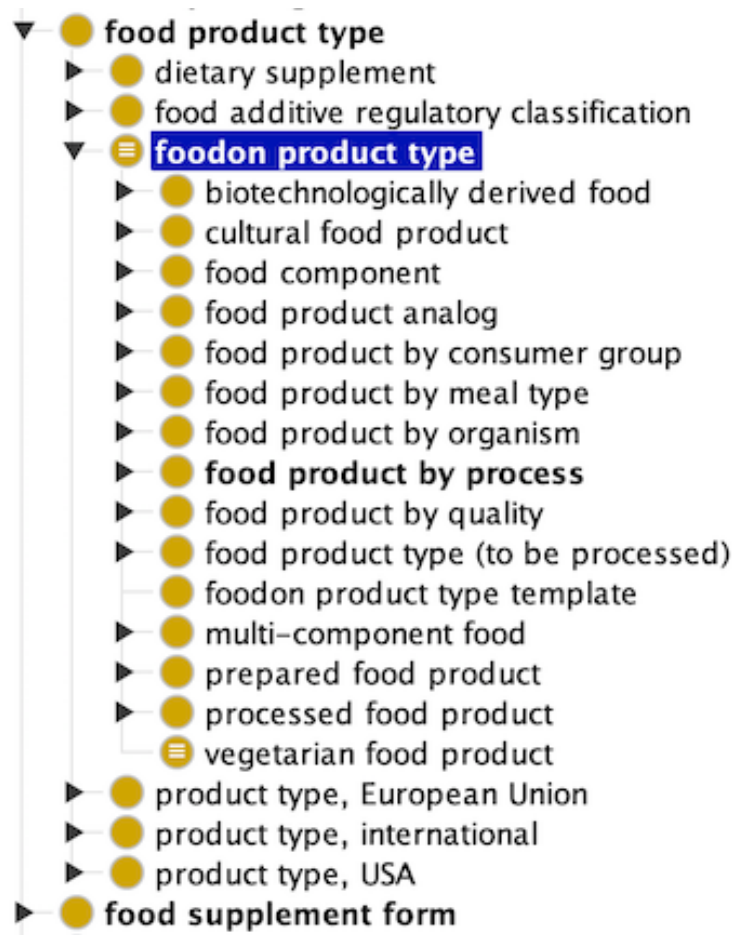 food product type
dietary supplement
food additive regulatory classification
foodon product type
biotechnologically derived food
cultural food product
food component
food product analog
food product by consumer group
food product by meal type
food product by organism
food product by process
food product by quality
food product type (to be processed)
foodon product type template
multi-component food
prepared food product
processed food product
vegetarian food product
product type, European Union
product type, international
product type, USA
food supplement form